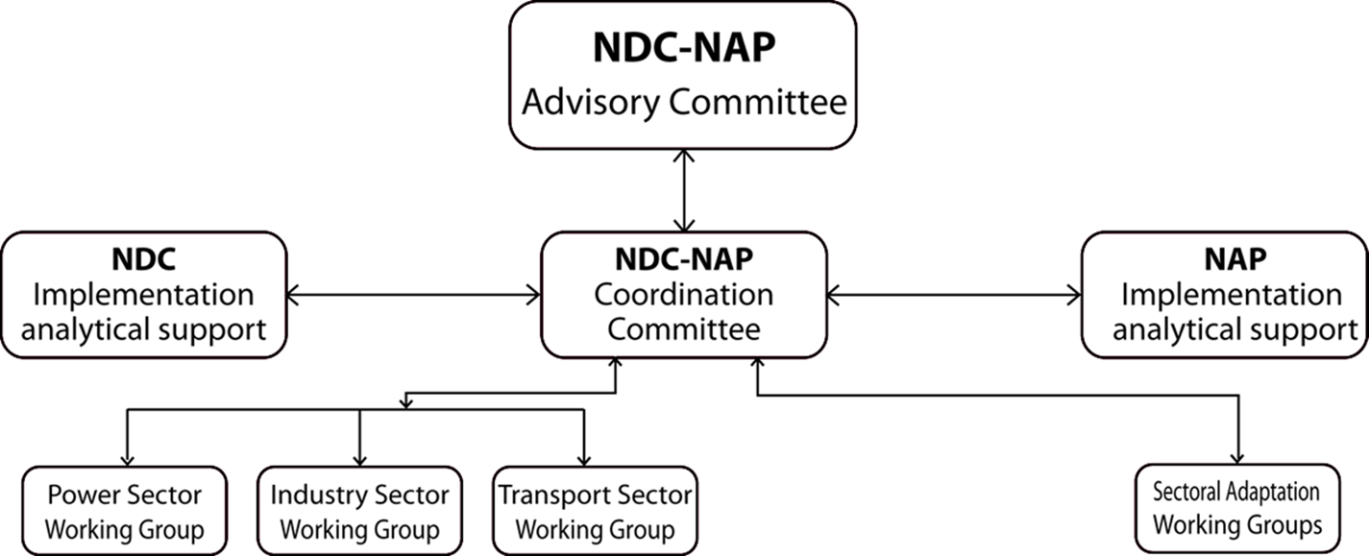 NDC-NAP
Advisory Committee
NDC
Implementation
analytical support
NDC-NAP
Coordination
Committee
NAP
Implementation
analytical support
Power Sector
Working Group
Industry Sector
Working Group
Transport Sector
Working Group
Sectoral Adaptation
Working Groups